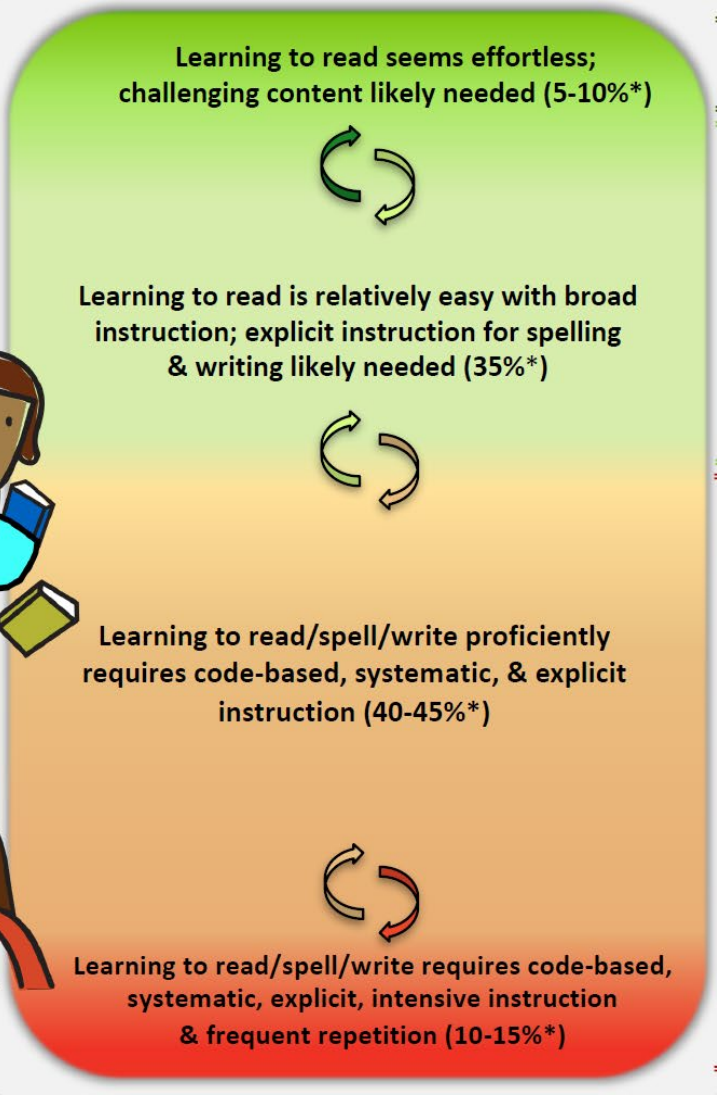 Learning to read seems effortless;
challenging content likely needed (5-10%*)
Learning to read is relatively easy with broad
instruction; explicit instruction for spelling
& writing likely needed (35%*)
Learning to read/spell/write proficiently
requires code-based, systematic, & explicit
instruction (40-45%*)
Learning to read/spell/write requires code-based,
systematic, explicit, intensive instruction
& frequent repetition (10-15%*)